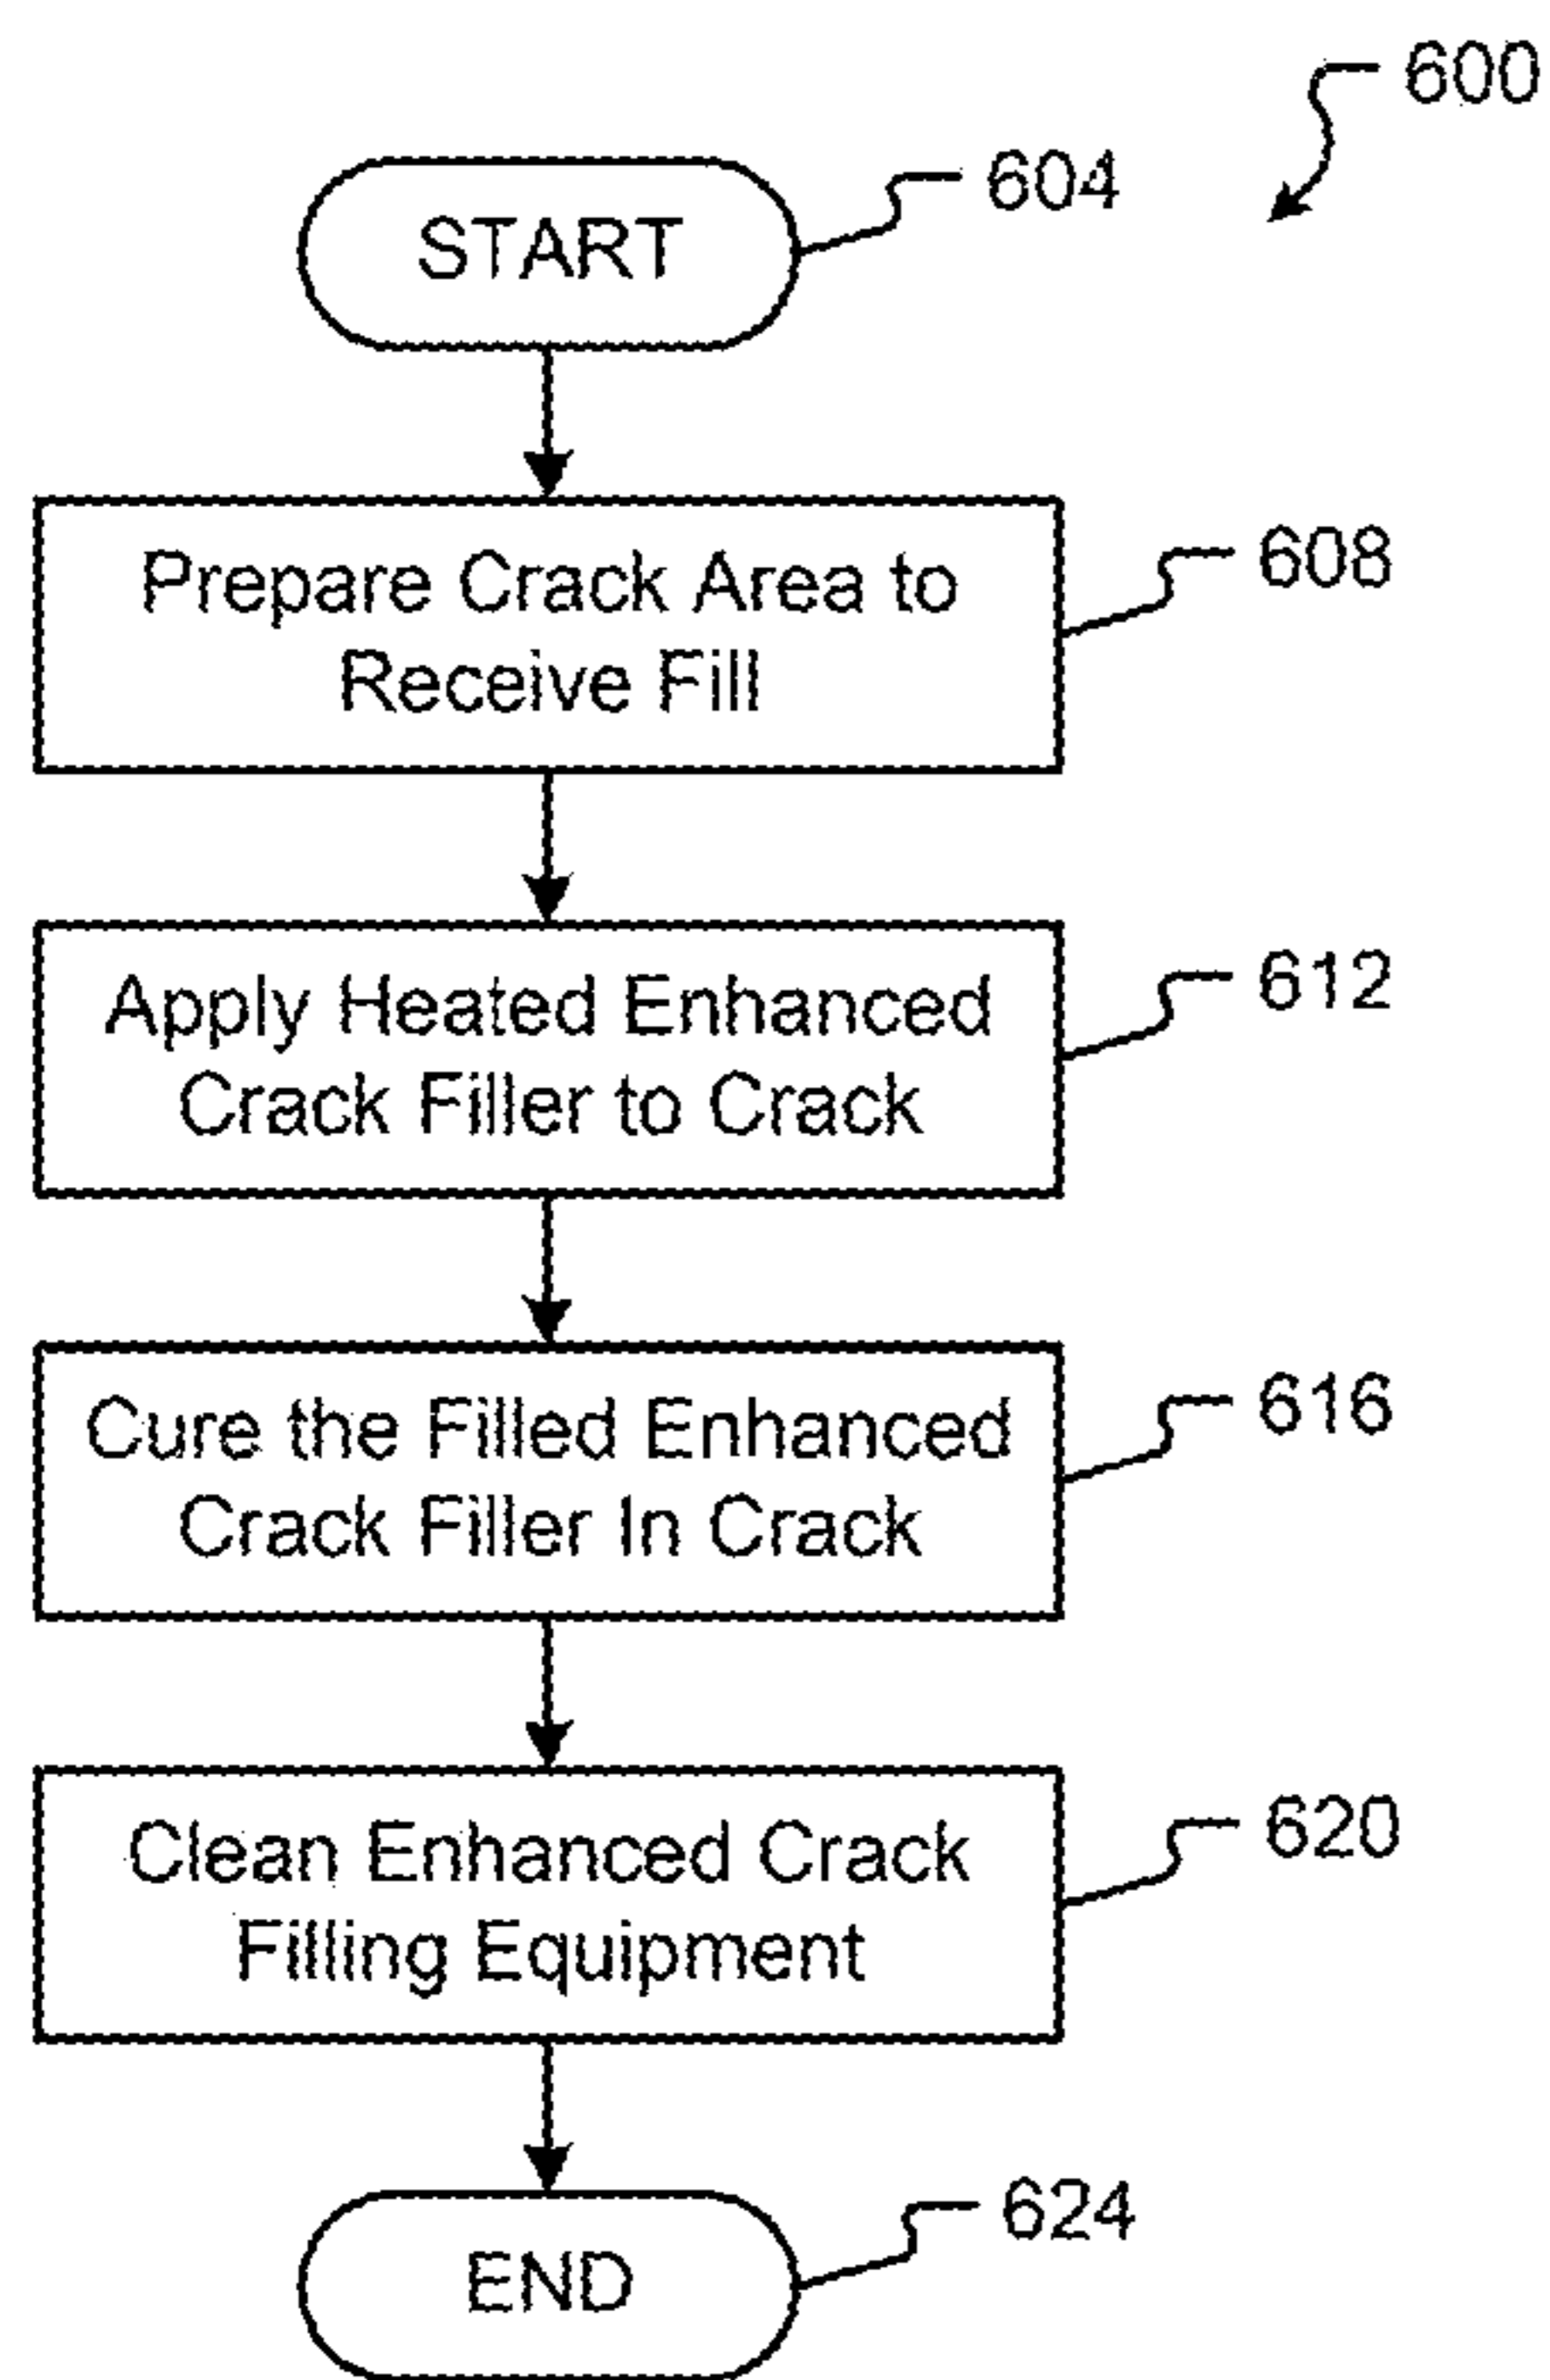 600
START
604
Prepare Crack Area to
Receive Fill
608
Apply Heated Enhanced
Crack Filler to Crack
612
Cure the Filled Enhanced
Crack Filler In Crack
616
Clean Enhanced Crack
Filling Equipment
620
END
624